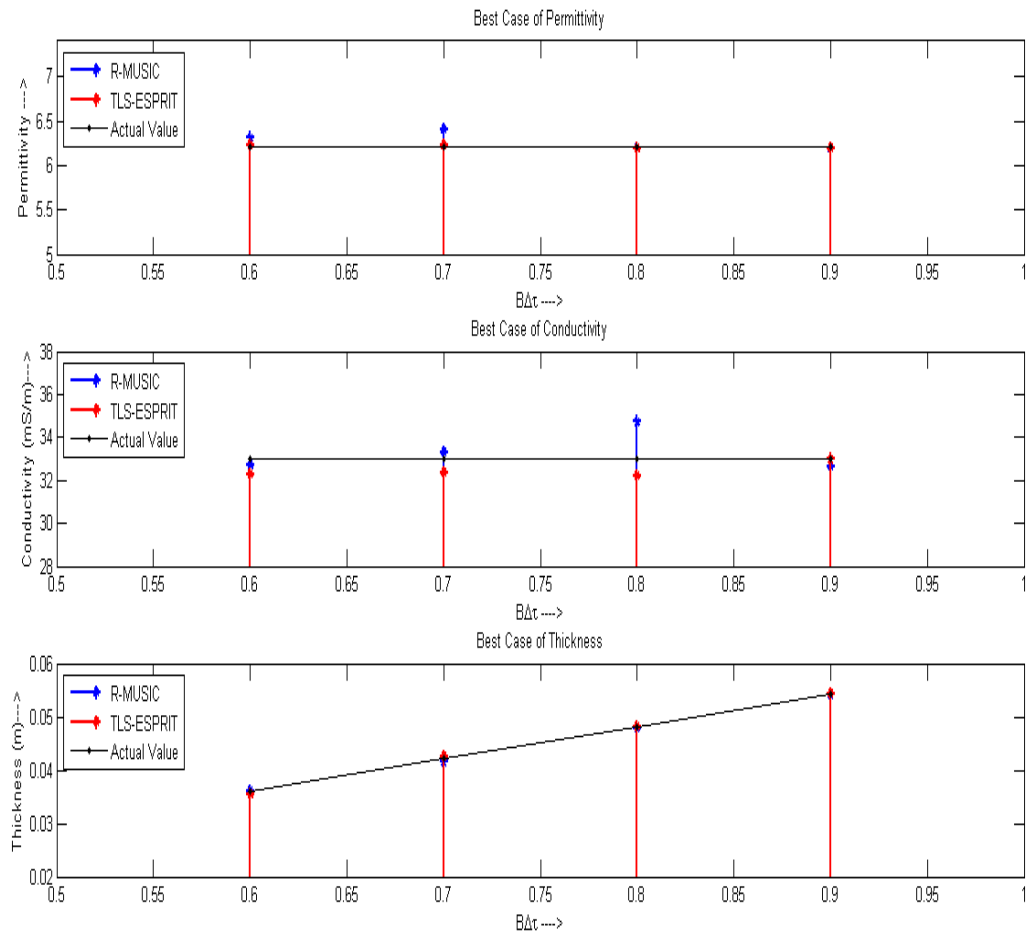 Best Case of Permittivity
Permittivity --->
7
6.5
6
5.5
5
R-MUSIC
TLS-ESPRIT
Actual Value
0.5 0.55 0.6 0.65 0.7 0.75 0.8 0.85 0.9 0.95 1
BΔτ ---->
Best Case of Conductivity
Conductivity (mS/m)--->
38
36
34
32
30
28
R-MUSIC
TLS-ESPRIT
Actual Value
0.5 0.55 0.6 0.65 0.7 0.75 0.8 0.85 0.9 0.95 1
BΔτ ---->
Best Case of Thickness
Thickness (m)--->
0.06
0.05
0.04
0.03
0.02
R-MUSIC
TLS-ESPRIT
Actual Value
0.5 0.55 0.6 0.65 0.7 0.75 0.8 0.85 0.9 0.95 1
BΔτ ---->